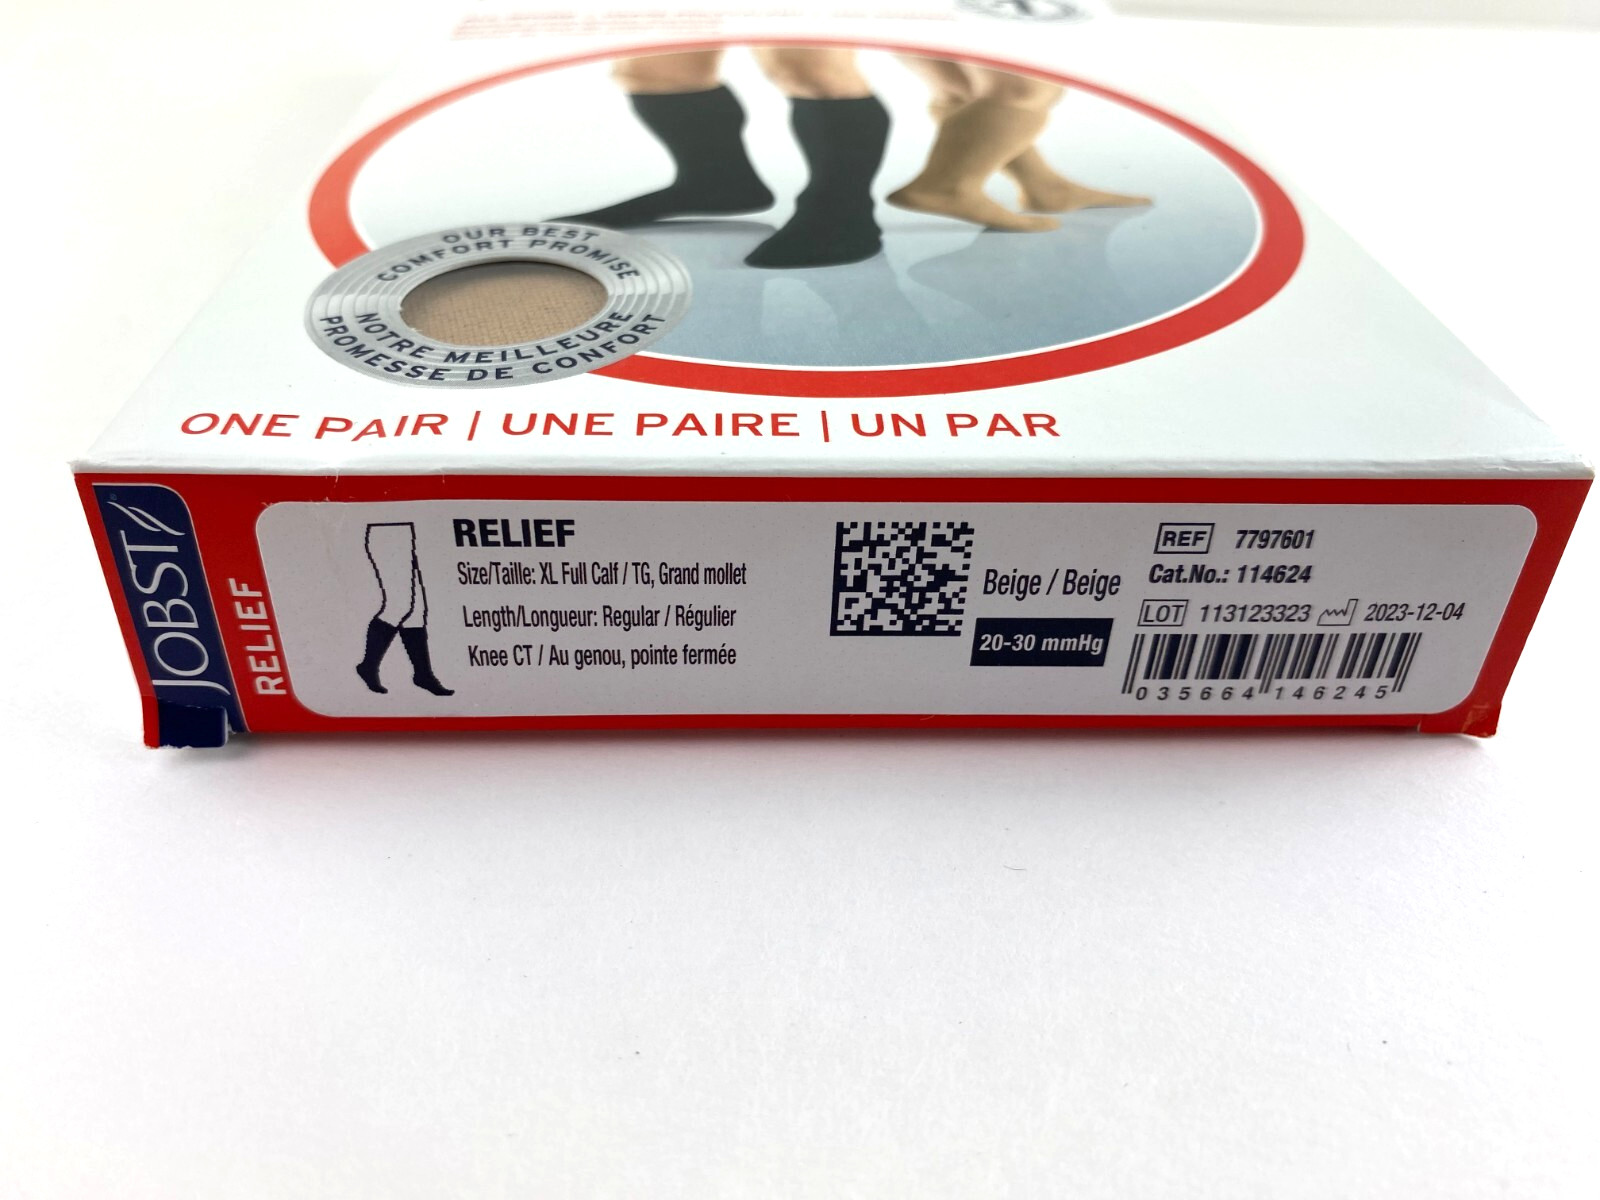 OUR BEST
COMFORT PROMISE
NOTRE MEILLEURE
PROMESSE DE CONFORT
ONE PAIR | UNE PAIRE | UN PAR
JOBST®
RELIEF
RELIEF
Size/Taille: XL Full Calf / TG, Grand mollet
Length/Longueur: Regular / Régulier
Knee CT / Au genou, pointe fermée
Beige / Beige
20-30 mmHg
REF 7797601
Cat.No.: 114624
LOT 113123323 2023-12-04
035664146245